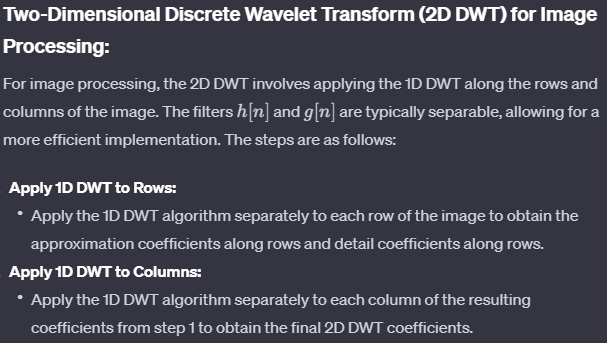 Two-Dimensional Discrete Wavelet Transform (2D DWT) for Image
Processing:
For image processing, the 2D DWT involves applying the 1D DWT along the rows and
columns of the image. The filters h[n] and g[n] are typically separable, allowing for a
more efficient implementation. The steps are as follows:
Apply 1D DWT to Rows:
• Apply the 1D DWT algorithm separately to each row of the image to obtain the
approximation coefficients along rows and detail coefficients along rows.
Apply 1D DWT to Columns:
• Apply the 1D DWT algorithm separately to each column of the resulting
coefficients from step 1 to obtain the final 2D DWT coefficients.